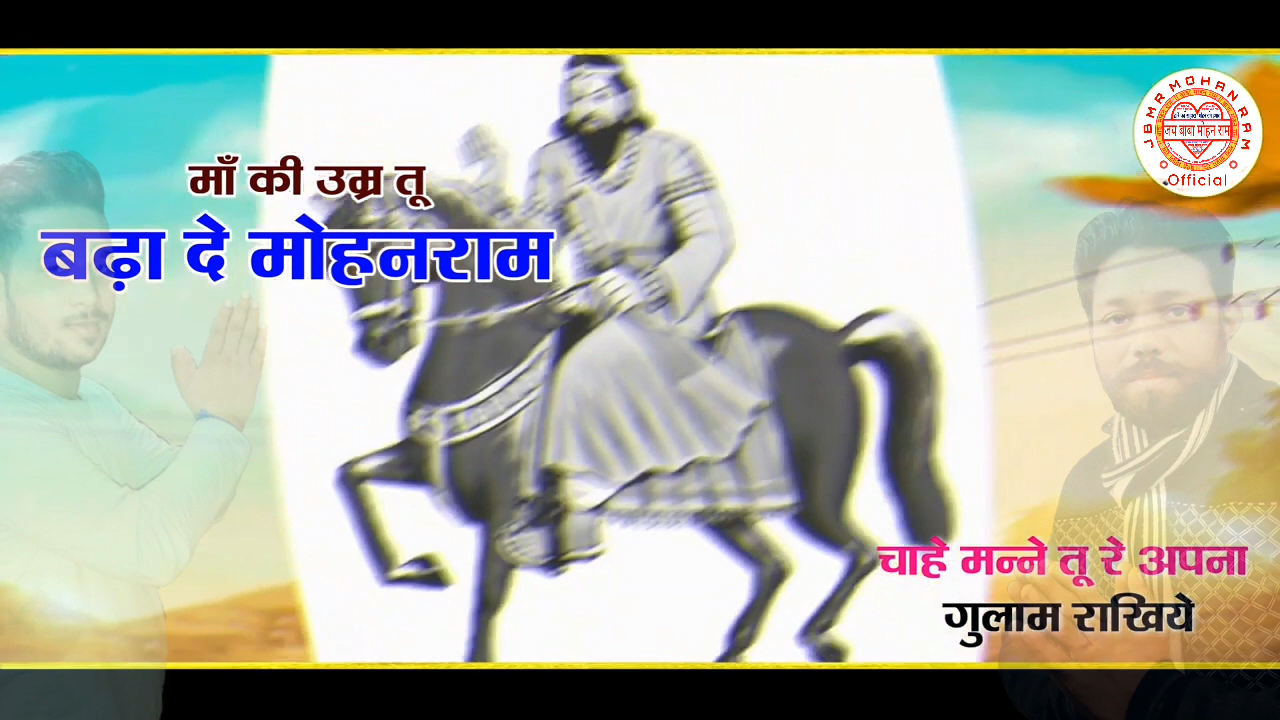 माँ की उम्र तू
बढ़ा दे मोहनराम
JBMR MOHAN RAM
जय बाबा मोहन राम
Official
चाहे मन्ने तू रे अपना
गुलाम राखिये